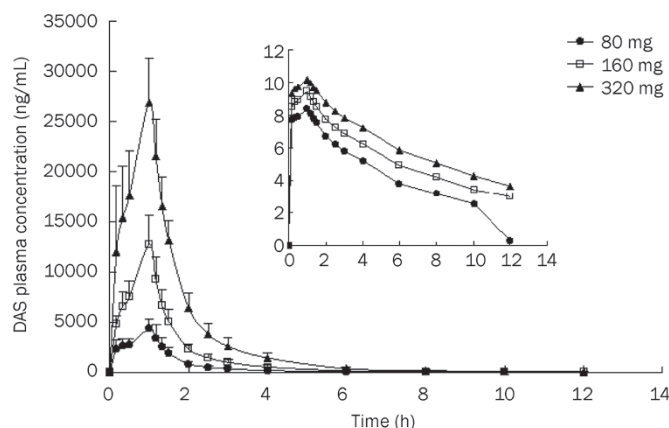 35000
30000
25000
20000
15000
10000
5000
0
DAS plasma concentration (ng/mL)
0 2 4 6 8 10 12 14
Time (h)
12
10
8
6
4
2
0
0 2 4 6 8 10 12 14
80 mg
160 mg
320 mg